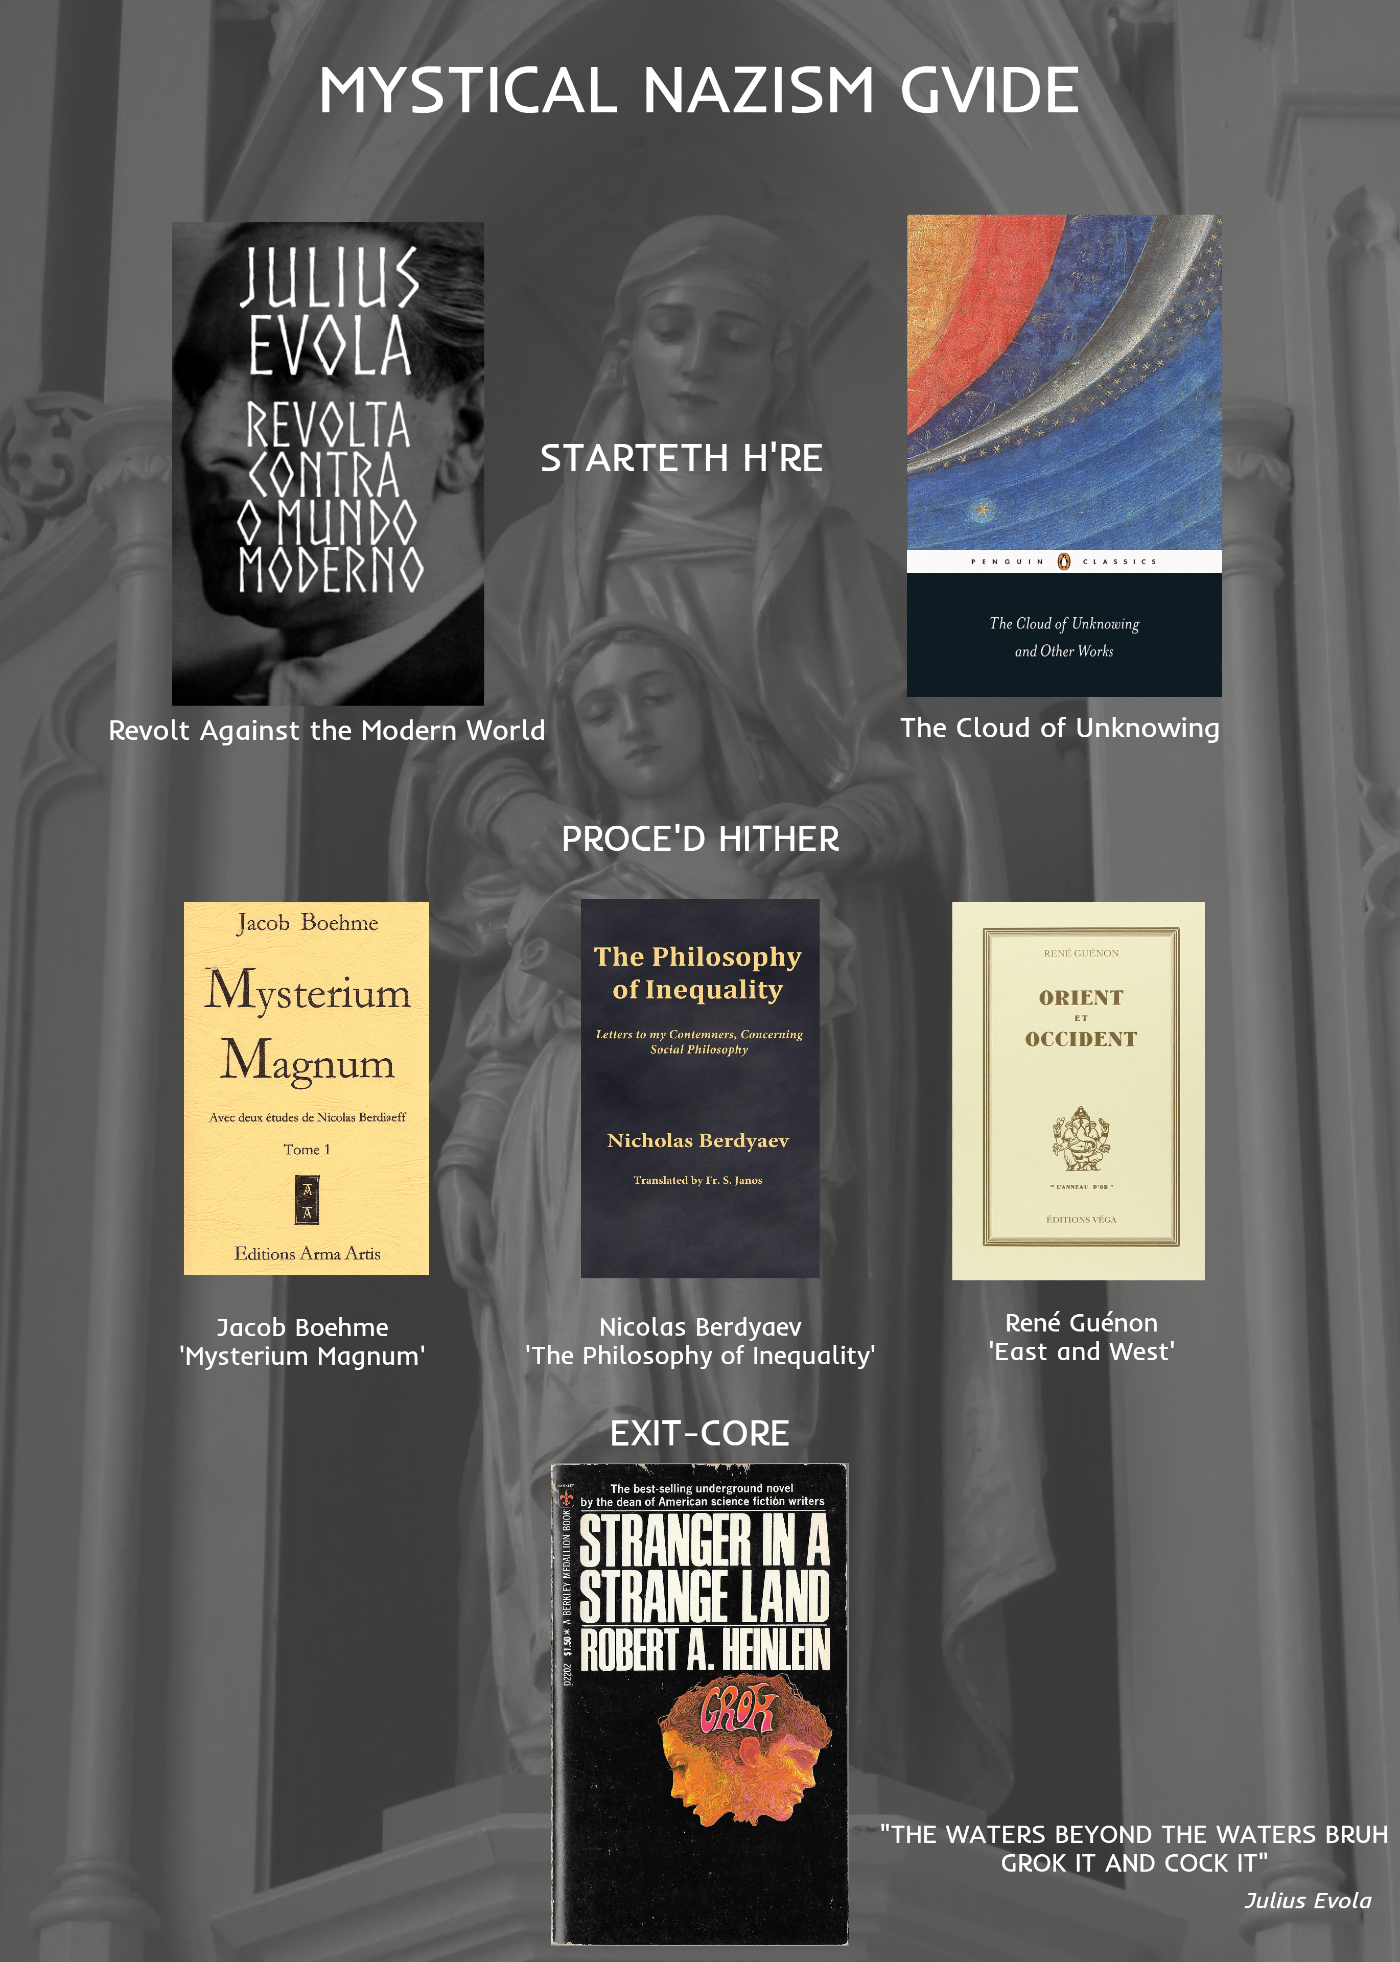 MYSTICAL NAZISM GVIDE
JULIUS
EVOLA
REVOLTA
CONTRA
O MUNDO
MODERNO
STARTETH H'RE
PENGUIN CLASSICS
The Cloud of Unknowing
and Other Works
Revolt Against the Modern World
The Cloud of Unknowing
PROCE'D HITHER
Jacob Boehme
Mysterium
Magnum
Avec deux études de Nicolas Berdiaeff
Tome 1
A
A
Editions Arma Artis
The Philosophy
of Inequality
Letters to my Contemners, Concerning
Social Philosophy
Nicholas Berdyaev
Translated by Fr. S. Janos
RENÉ GUÉNON
ORIENT
ET
OCCIDENT
"L'ANNEAU D'OR"
ÉDITIONS VÉGA
Jacob Boehme
'Mysterium Magnum'
Nicolas Berdyaev
'The Philosophy of Inequality'
René Guénon
'East and West'
EXIT-CORE
The best-selling underground novel
by the dean of American science fiction writers
STRANGER IN A
STRANGE LAND
ROBERT A. HEINLEIN
D2202 $1.50 * A BERKLEY MEDALLION BOOK
GROK
"THE WATERS BEYOND THE WATERS BRUH
GROK IT AND COCK IT"
Julius Evola